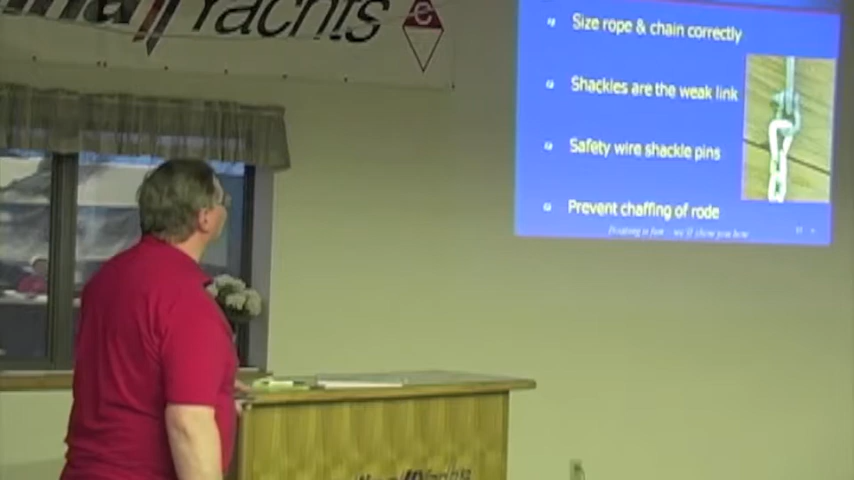 Yachts
e
Size rope & chain correctly
Shackles are the weak link
Safety wire shackle pins
Prevent chaffing of rode
Boating is fun we'll show you how